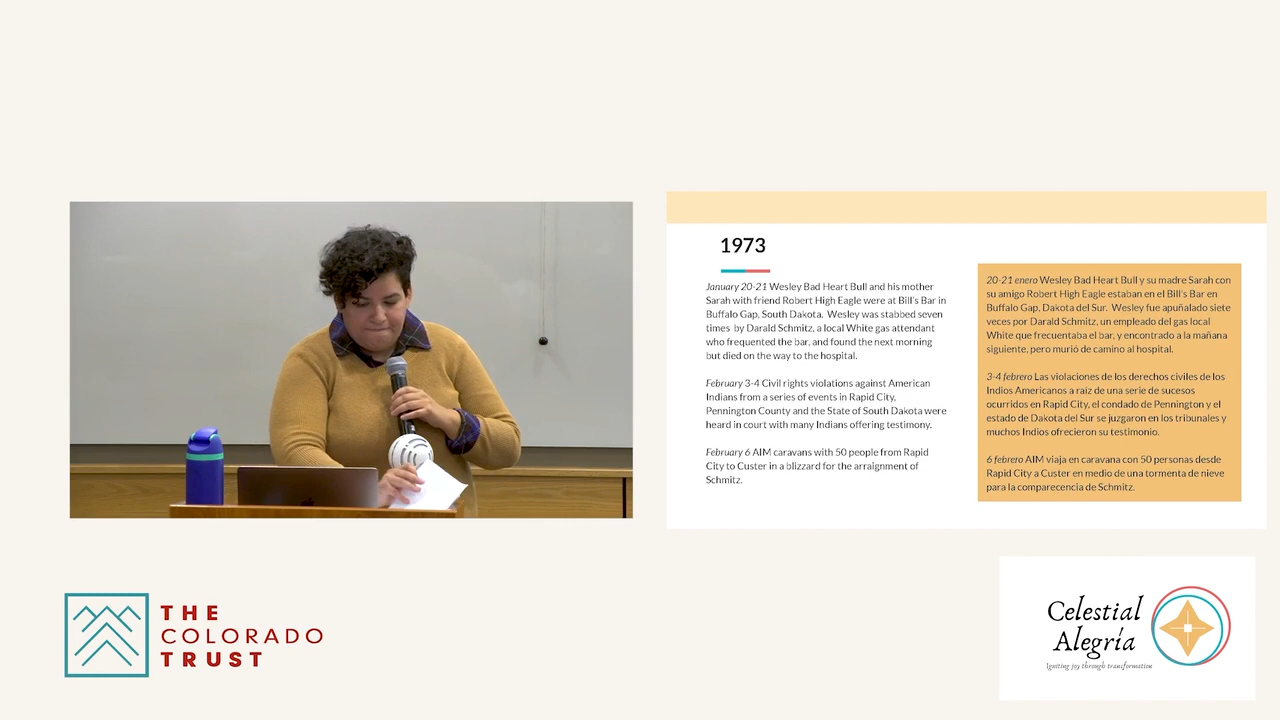 1973
January 20-21 Wesley Bad Heart Bull and his mother
Sarah with friend Robert High Eagle were at Bill's Bar in
Buffalo Gap, South Dakota. Wesley was stabbed seven
times by Darald Schmitz, a local White gas attendant
who frequented the bar, and found the next morning
but died on the way to the hospital.
February 3-4 Civil rights violations against American
Indians from a series of events in Rapid City,
Pennington County and the State of South Dakota were
heard in court with many Indians offering testimony.
February 6 AIM caravans with 50 people from Rapid
City to Custer in a blizzard for the arraignment of
Schmitz.
20-21 enero Wesley Bad Heart Bull y su madre Sarah con
su amigo Robert High Eagle estaban en el Bill's Bar en
Buffalo Gap, Dakota del Sur. Wesley fue apuñalado siete
veces por Darald Schmitz, un empleado del gas local
White que frecuentaba el bar, y encontrado a la mañana
siguiente, pero murió de camino al hospital.
3-4 febrero Las violaciones de los derechos civiles de los
Indios Americanos a raíz de una serie de sucesos
ocurridos en Rapid City, el condado de Pennington y el
estado de Dakota del Sur se juzgaron en los tribunales y
muchos Indios ofrecieron su testimonio.
6 febrero AIM viaja en caravana con 50 personas desde
Rapid City a Custer en medio de una tormenta de nieve
para la comparecencia de Schmitz.
THE
COLORADO
TRUST
Celestial
Alegría
Igniting joy through transformation